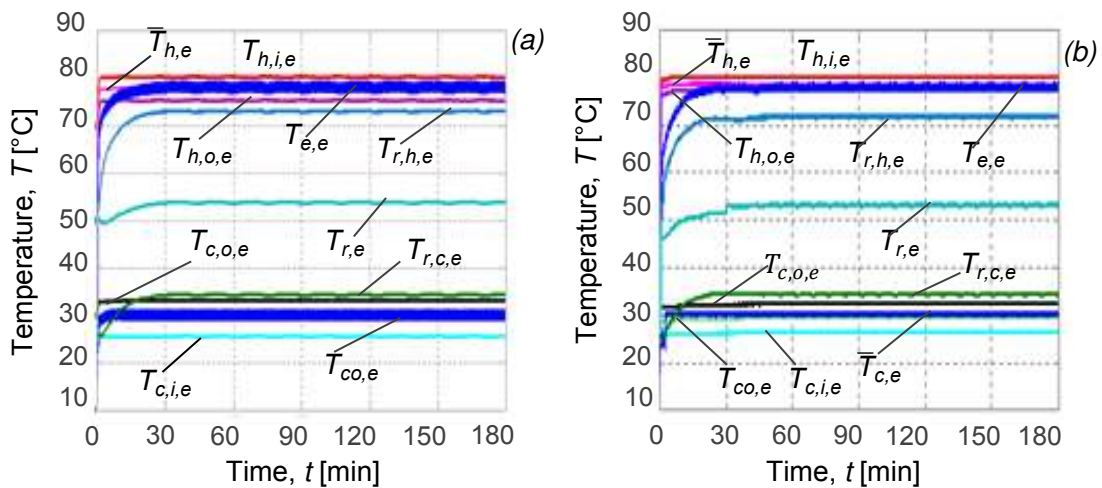 (a)
Temperature, T [°C]
90
80
70
60
50
40
30
20
10
0 30 60 90 120 150 180
Time, t [min]
T̅h,e
Th,i,e
Th,o,e
Te,e
Tr,h,e
Tr,e
Tc,o,e
Tr,c,e
Tc,i,e
Tco,e
(b)
Temperature, T [°C]
90
80
70
60
50
40
30
20
10
0 30 60 90 120 150 180
Time, t [min]
T̅h,e
Th,i,e
Th,o,e
Tr,h,e
Te,e
Tr,e
Tc,o,e
Tr,c,e
Tco,e
Tc,i,e
T̅c,e